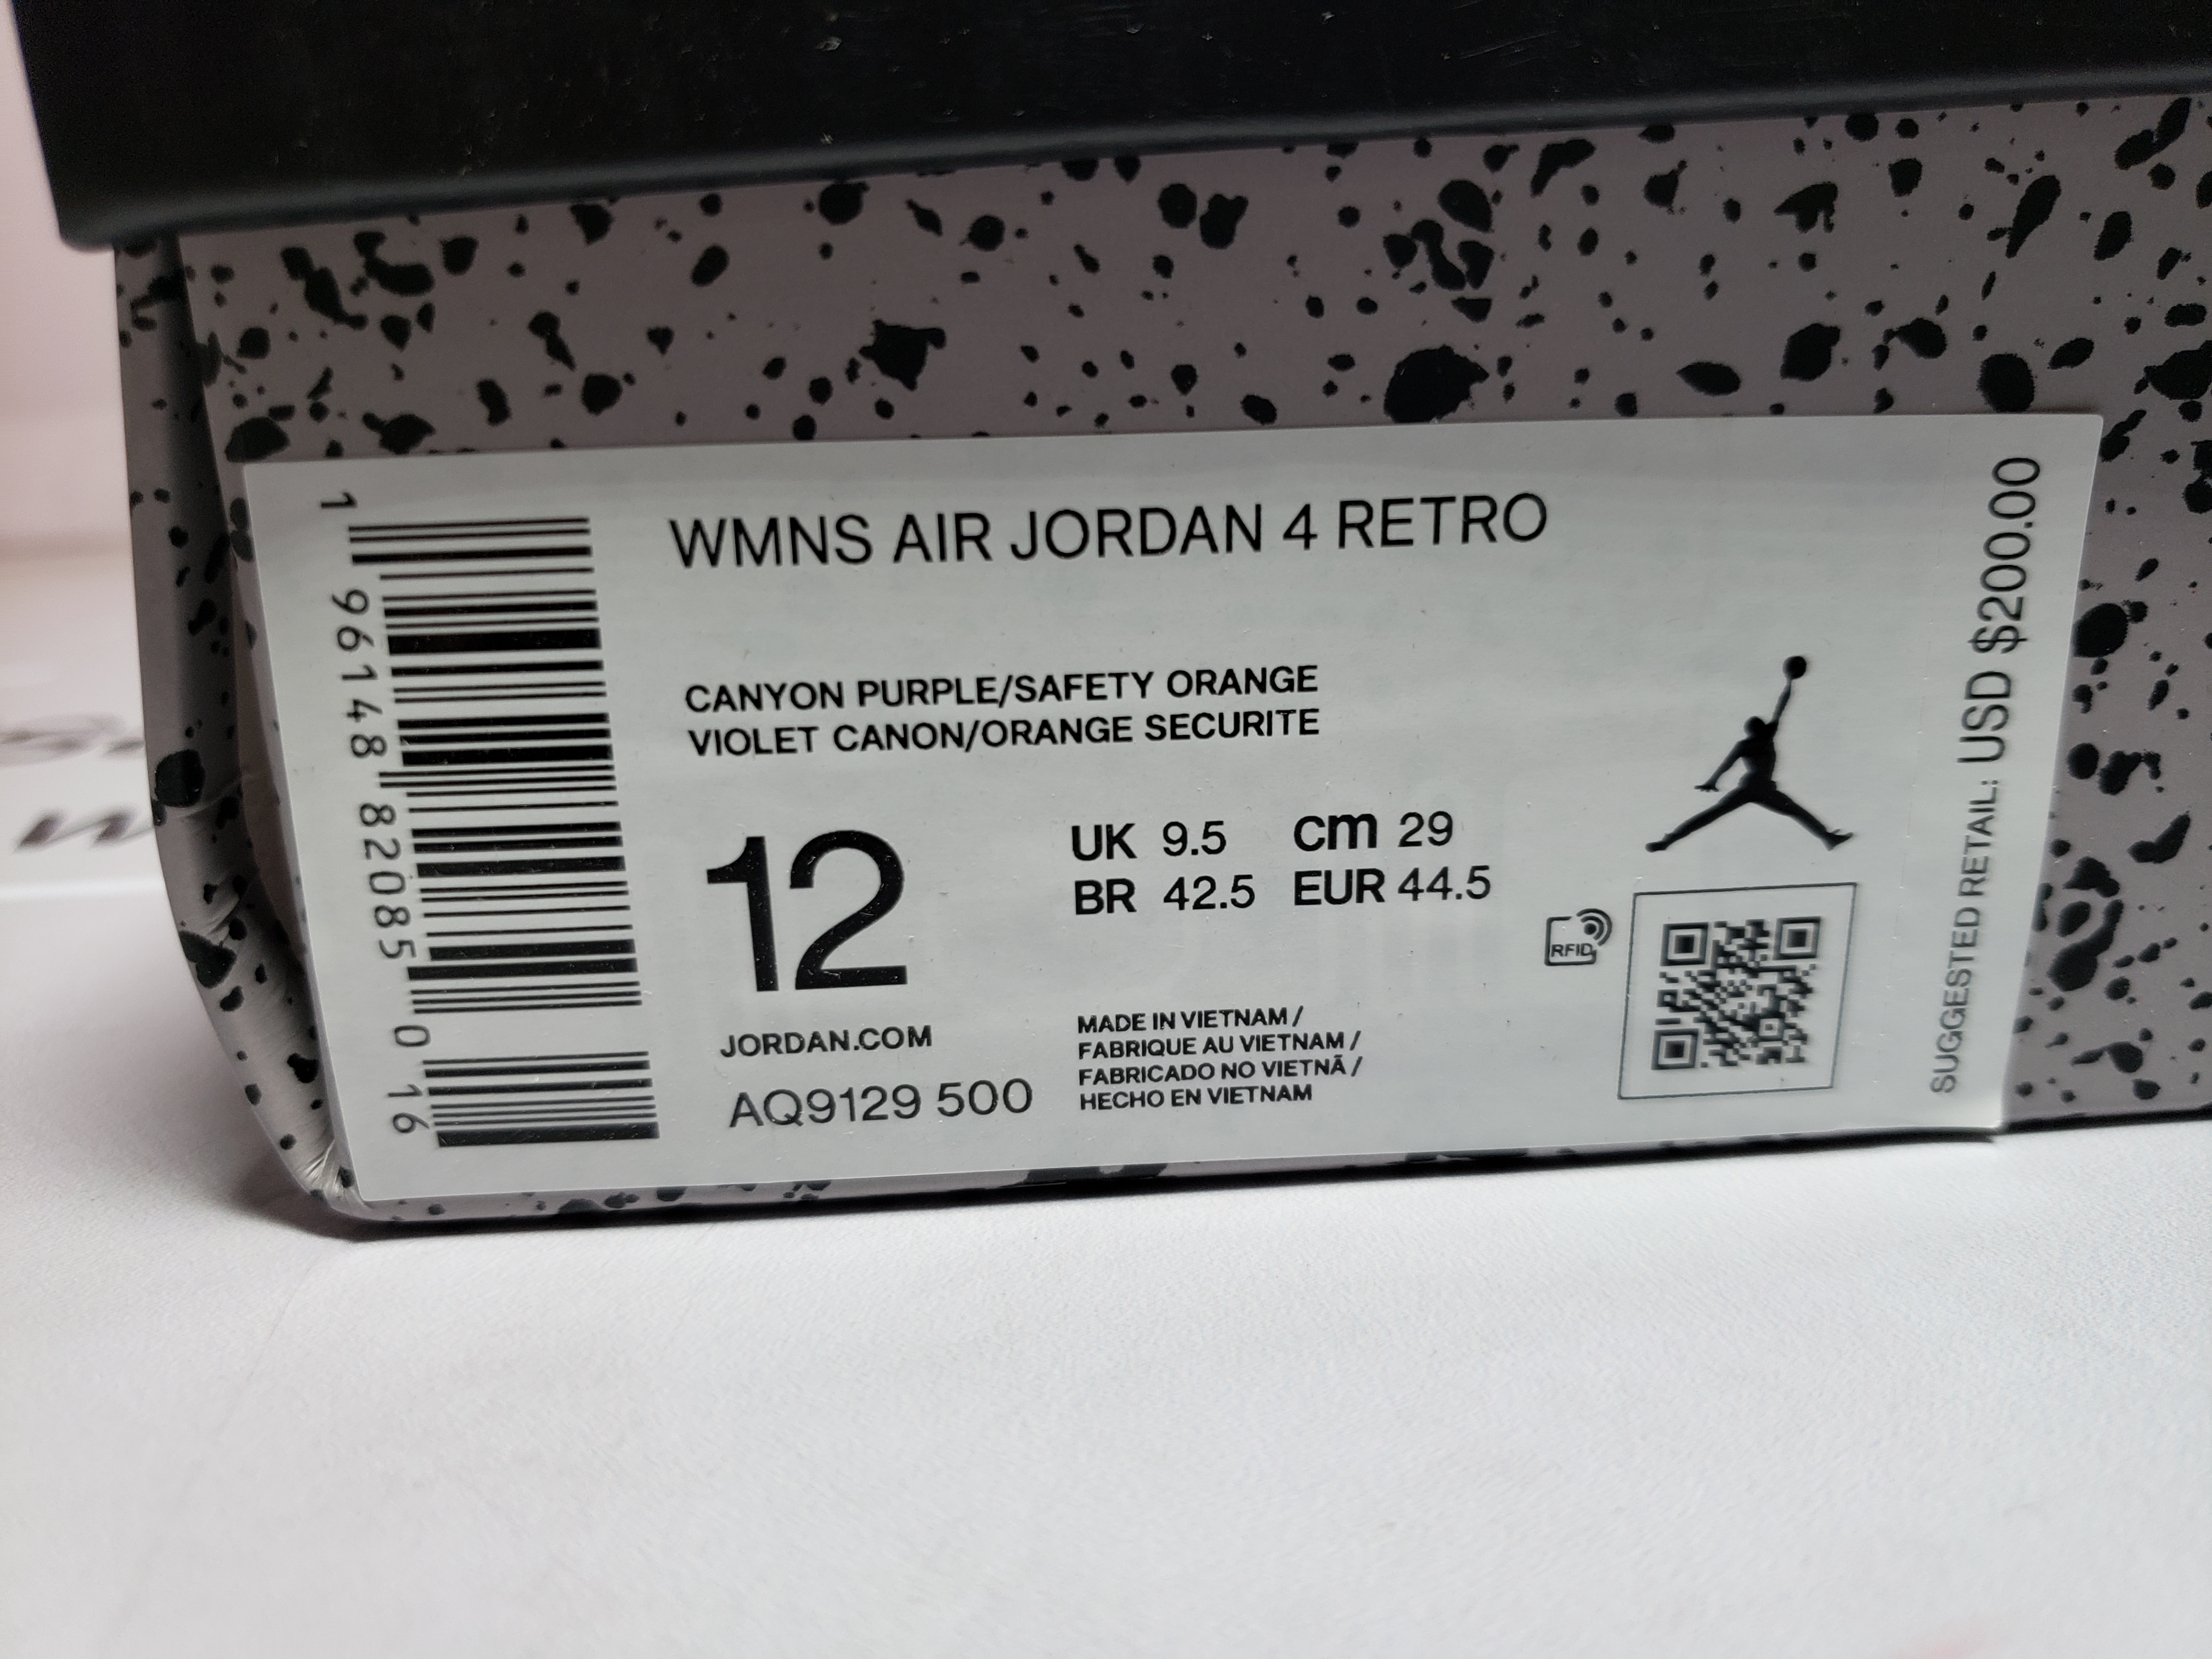 WMNS AIR JORDAN 4 RETRO
CANYON PURPLE/SAFETY ORANGE
VIOLET CANON/ORANGE SECURITE
12
UK 9.5 cm 29
BR 42.5 EUR 44.5
JORDAN.COM
AQ9129 500
MADE IN VIETNAM /
FABRIQUE AU VIETNAM /
FABRICADO NO VIETNÃ /
HECHO EN VIETNAM
RFID
SUGGESTED RETAIL: USD $200.00
1 96148 82085 0 16